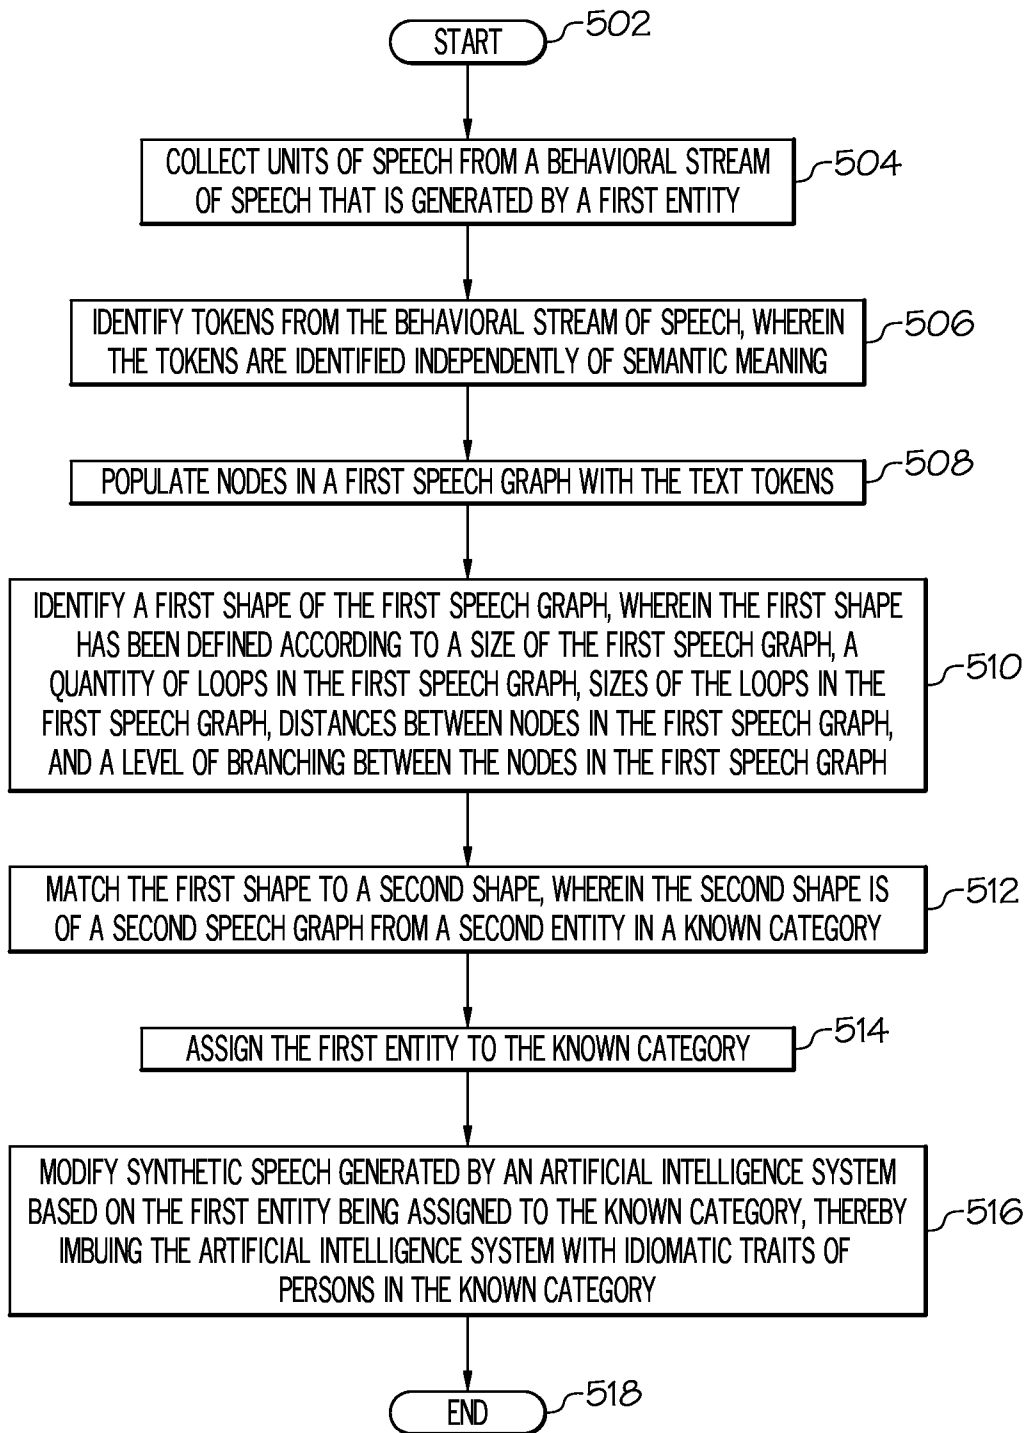 START
502
COLLECT UNITS OF SPEECH FROM A BEHAVIORAL STREAM
OF SPEECH THAT IS GENERATED BY A FIRST ENTITY
504
IDENTIFY TOKENS FROM THE BEHAVIORAL STREAM OF SPEECH, WHEREIN
THE TOKENS ARE IDENTIFIED INDEPENDENTLY OF SEMANTIC MEANING
506
POPULATE NODES IN A FIRST SPEECH GRAPH WITH THE TEXT TOKENS
508
IDENTIFY A FIRST SHAPE OF THE FIRST SPEECH GRAPH, WHEREIN THE FIRST SHAPE
HAS BEEN DEFINED ACCORDING TO A SIZE OF THE FIRST SPEECH GRAPH, A
QUANTITY OF LOOPS IN THE FIRST SPEECH GRAPH, SIZES OF THE LOOPS IN THE
FIRST SPEECH GRAPH, DISTANCES BETWEEN NODES IN THE FIRST SPEECH GRAPH,
AND A LEVEL OF BRANCHING BETWEEN THE NODES IN THE FIRST SPEECH GRAPH
510
MATCH THE FIRST SHAPE TO A SECOND SHAPE, WHEREIN THE SECOND SHAPE IS
OF A SECOND SPEECH GRAPH FROM A SECOND ENTITY IN A KNOWN CATEGORY
512
ASSIGN THE FIRST ENTITY TO THE KNOWN CATEGORY
514
MODIFY SYNTHETIC SPEECH GENERATED BY AN ARTIFICIAL INTELLIGENCE SYSTEM
BASED ON THE FIRST ENTITY BEING ASSIGNED TO THE KNOWN CATEGORY, THEREBY
IMBUING THE ARTIFICIAL INTELLIGENCE SYSTEM WITH IDIOMATIC TRAITS OF
PERSONS IN THE KNOWN CATEGORY
516
END
518